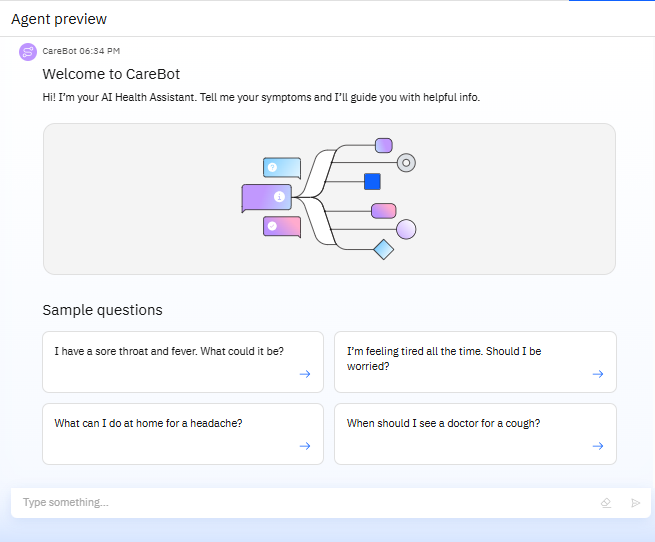 Agent preview
CareBot 06:34 PM
Welcome to CareBot
Hi! I'm your AI Health Assistant. Tell me your symptoms and I'll guide you with helpful info.
Sample questions
I have a sore throat and fever. What could it be?
I'm feeling tired all the time. Should I be
worried?
What can I do at home for a headache?
When should I see a doctor for a cough?
Type something...